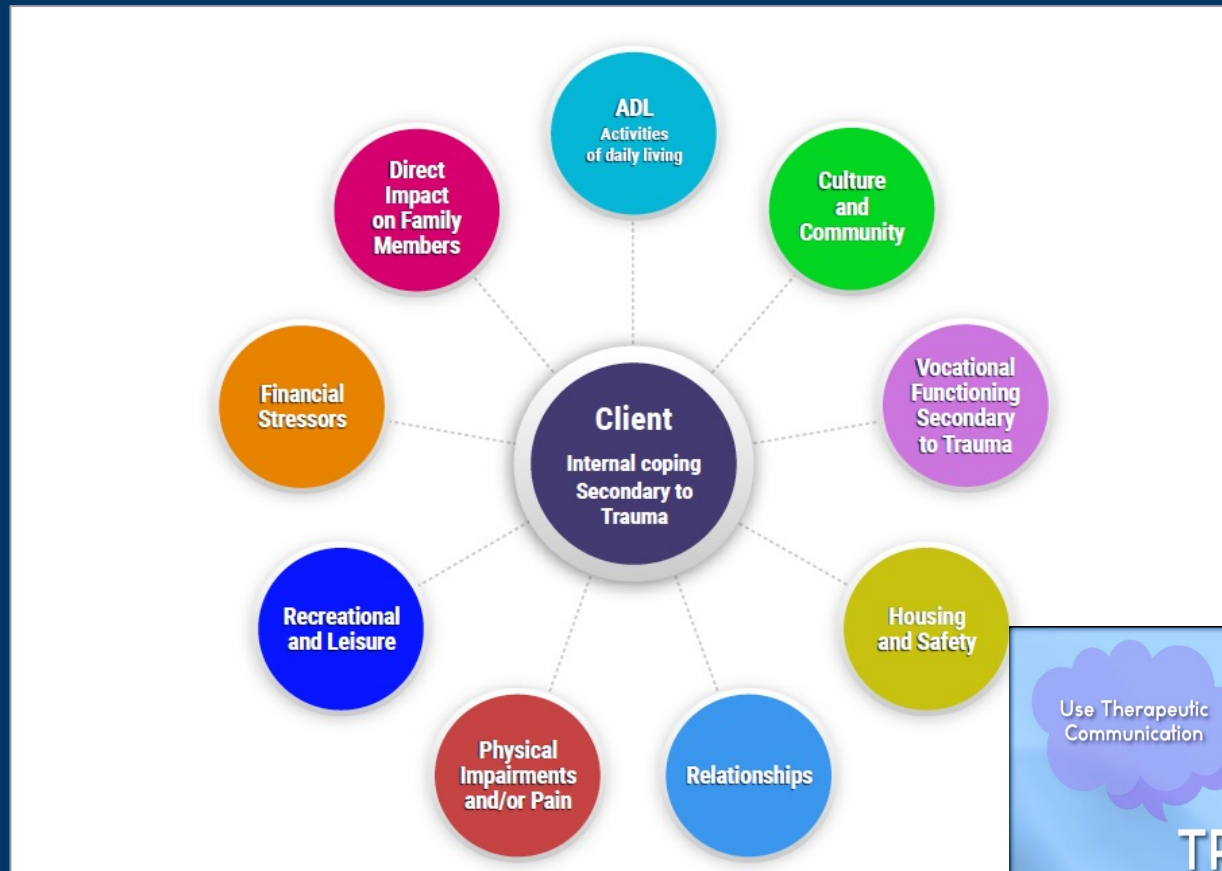 ADL
Activities
of daily living
Culture
and
Community
Vocational
Functioning
Secondary
to Trauma
Housing
and Safety
Relationships
Physical
Impairments
and/or Pain
Recreational
and Leisure
Financial
Stressors
Direct
Impact
on Family
Members
Client
Internal coping
Secondary to
Trauma
Use Therapeutic
Communication